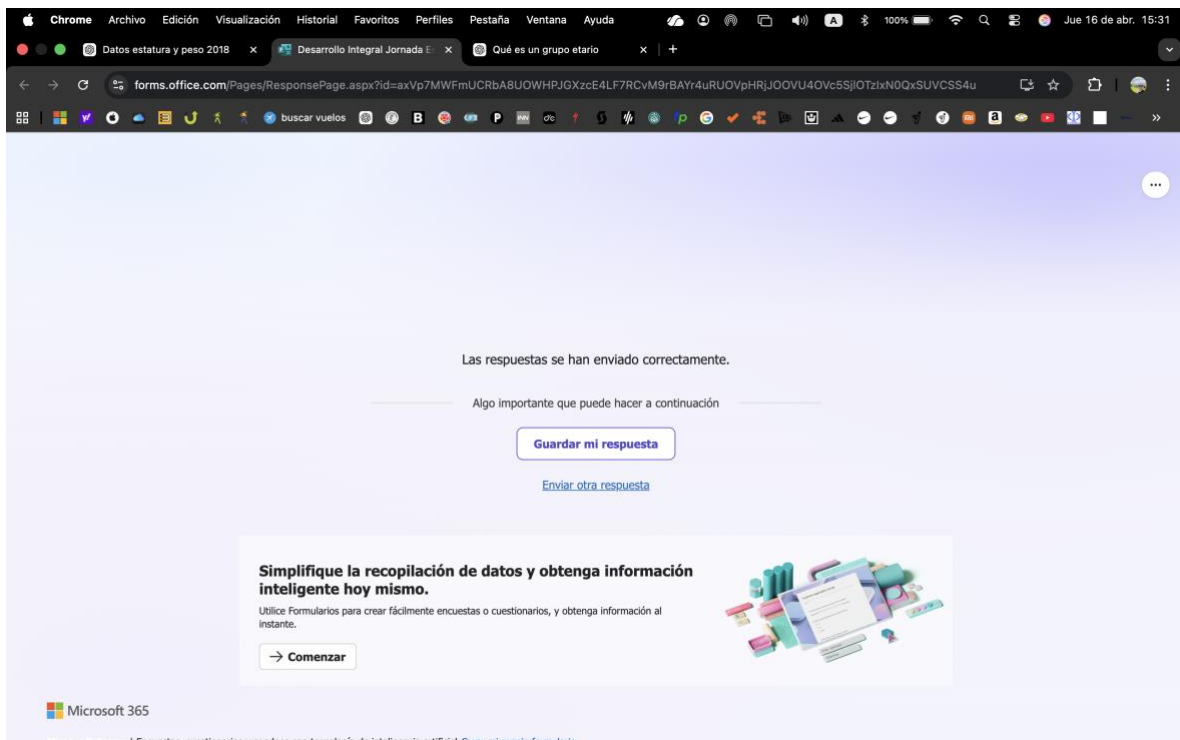 Chrome Archivo Edición Visualización Historial Favoritos Perfiles Pestaña Ventana Ayuda A 100% Jue 16 de abr. 15:31
Datos estatura y peso 2018 × Desarrollo Integral Jornada E × Qué es un grupo etario × +
forms.office.com/Pages/ResponsePage.aspx?id=axVp7MWFmUCRbA8UOWHPJGXzcE4LF7RCvM9rBAYr4uRUOVpHRjJOOVU4OVc5SjlOTzIxN0QxSUVCSS4u
buscar vuelos
Las respuestas se han enviado correctamente.
Algo importante que puede hacer a continuación
Guardar mi respuesta
Enviar otra respuesta
Simplifique la recopilación de datos y obtenga información
inteligente hoy mismo.
Utilice Formularios para crear fácilmente encuestas o cuestionarios, y obtenga información al
instante.
→ Comenzar
Microsoft 365